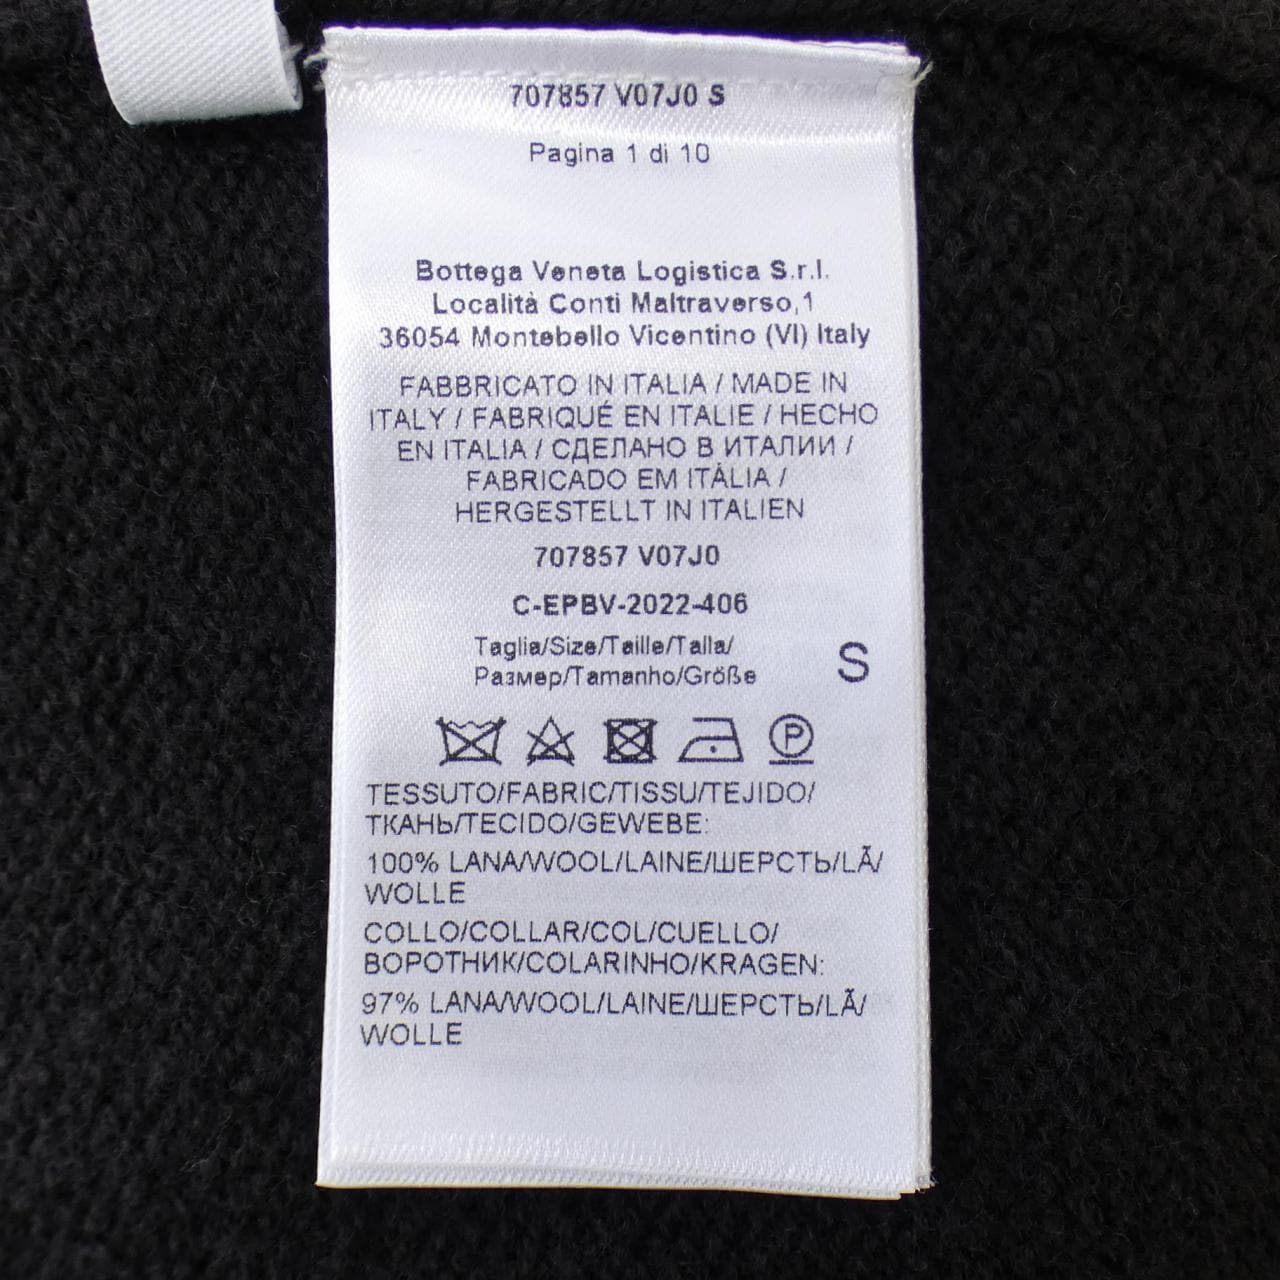 707857 V07J0 S
Pagina 1 di 10
Bottega Veneta Logistica S.r.l.
Località Conti Maltraverso,1
36054 Montebello Vicentino (VI) Italy
FABBRICATO IN ITALIA / MADE IN
ITALY / FABRIQUÉ EN ITALIE / HECHO
EN ITALIA / СДЕЛАНО В ИТАЛИИ /
FABRICADO EM ITÁLIA /
HERGESTELLT IN ITALIEN
707857 V07J0
C-EPBV-2022-406
Taglia/Size/Taille/Talla/
Размер/Tamanho/Größe
S
P
TESSUTO/FABRIC/TISSU/TEJIDO/
ТКАНЬ/TECIDO/GEWEBE:
100% LANA/WOOL/LAINE/ШЕРСТЬ/LÃ/
WOLLE
COLLO/COLLAR/COL/CUELLO/
ВОРОТНИК/COLARINHO/KRAGEN:
97% LANA/WOOL/LAINE/ШЕРСТЬ/LÃ/
WOLLE